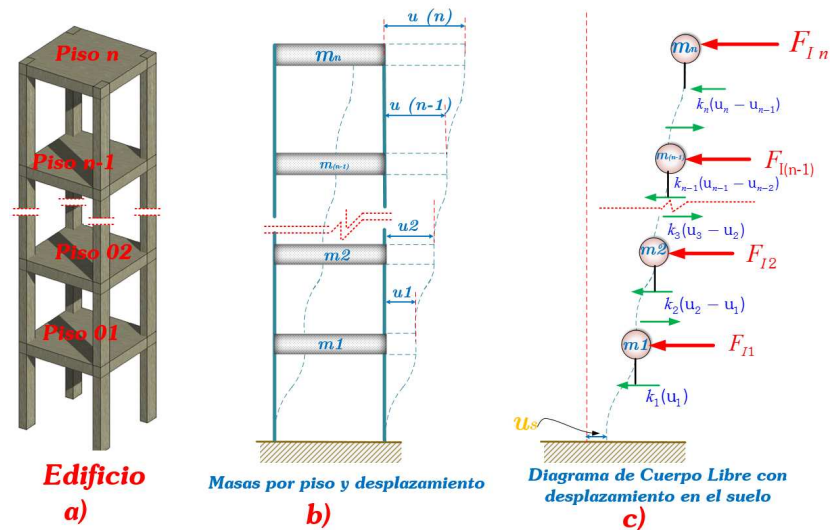 Piso n
Piso n-1
Piso 02
Piso 01
Edificio
a)
u (n)
mn
u (n-1)
m(n-1)
u2
m2
u1
m1
Masas por piso y desplazamiento
b)
mn
FI n
kn(un − un−1)
m(n-1)
FI(n-1)
kn−1(un−1 − un−2)
k3(u3 − u2)
m2
FI2
k2(u2 − u1)
m1
FI1
k1(u1)
us
Diagrama de Cuerpo Libre con
desplazamiento en el suelo
c)